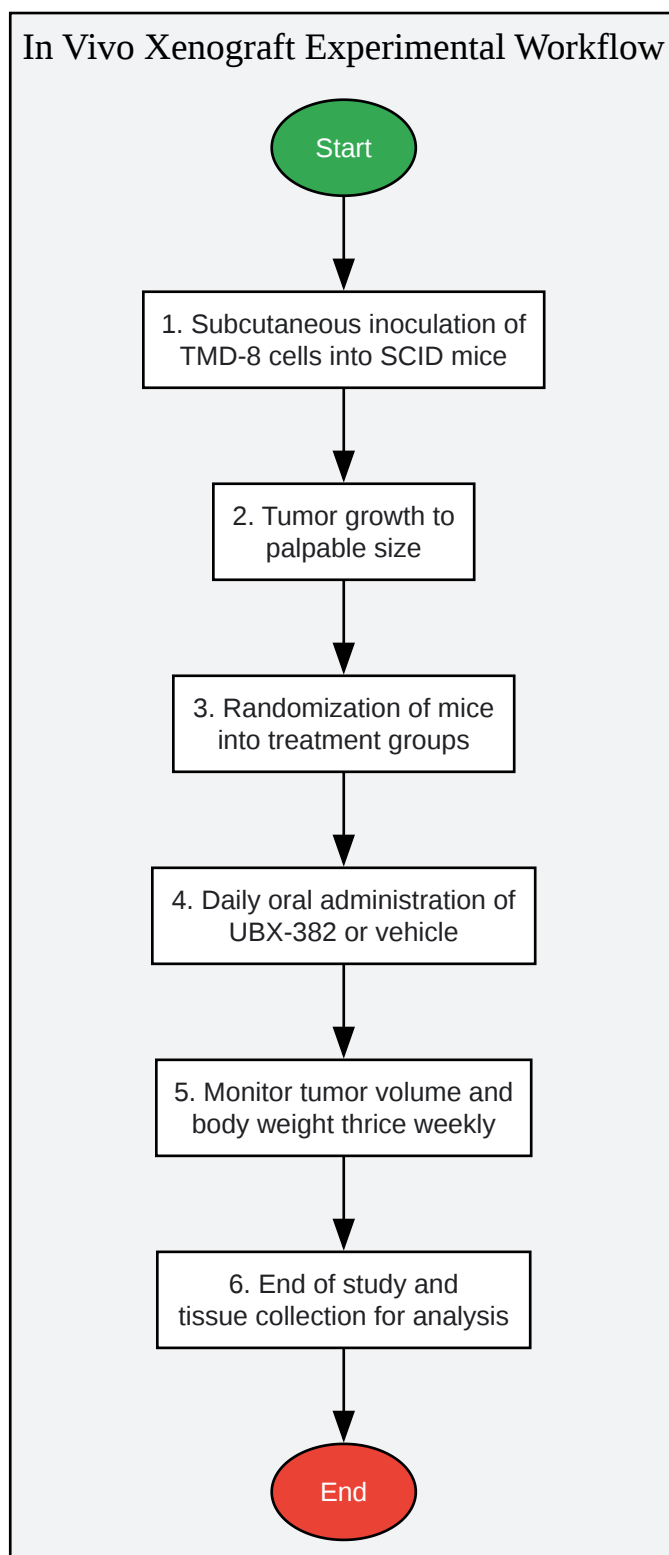 In Vivo Xenograft Experimental Workflow
Start
1. Subcutaneous inoculation of
TMD-8 cells into SCID mice
2. Tumor growth to
palpable size
3. Randomization of mice
into treatment groups
4. Daily oral administration of
UBX-382 or vehicle
5. Monitor tumor volume and
body weight thrice weekly
6. End of study and
tissue collection for analysis
End